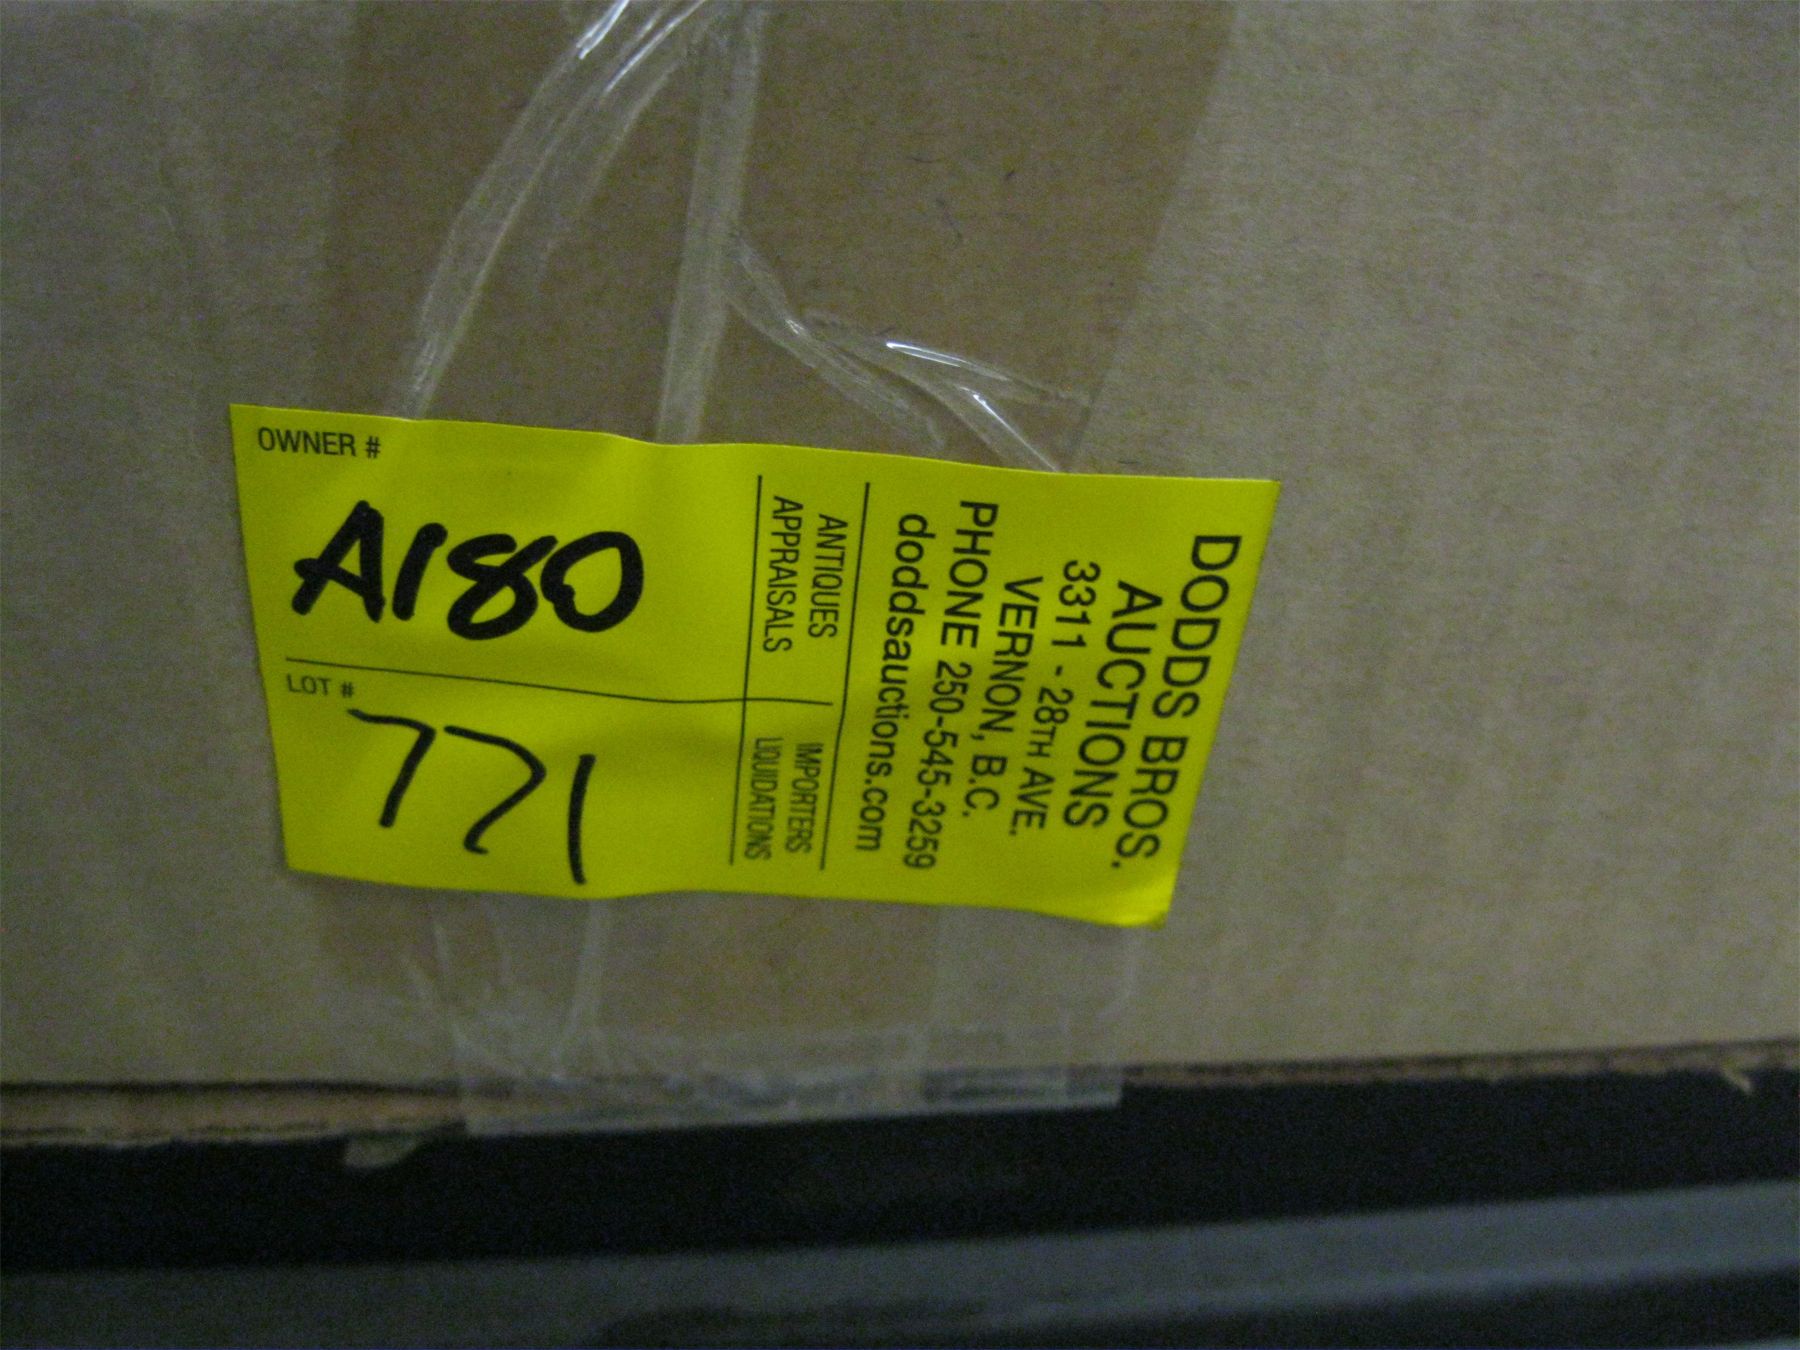 OWNER #
A180
LOT #
771
ANTIQUES
APPRAISALS
IMPORTERS
LIQUIDATIONS
DODDS BROS.
AUCTIONS
3311 - 28TH AVE.
VERNON, B.C.
PHONE 250-545-3259
doddsauctions.com